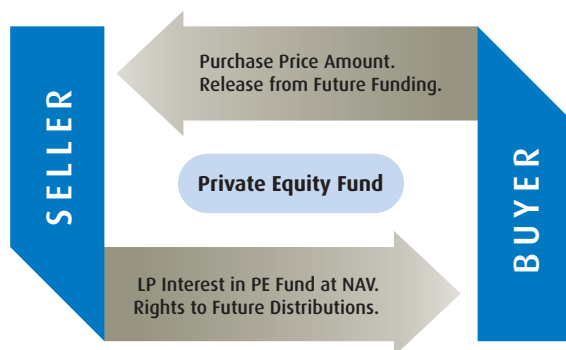 SELLER
Purchase Price Amount.
Release from Future Funding.
Private Equity Fund
LP Interest in PE Fund at NAV.
Rights to Future Distributions.
BUYER